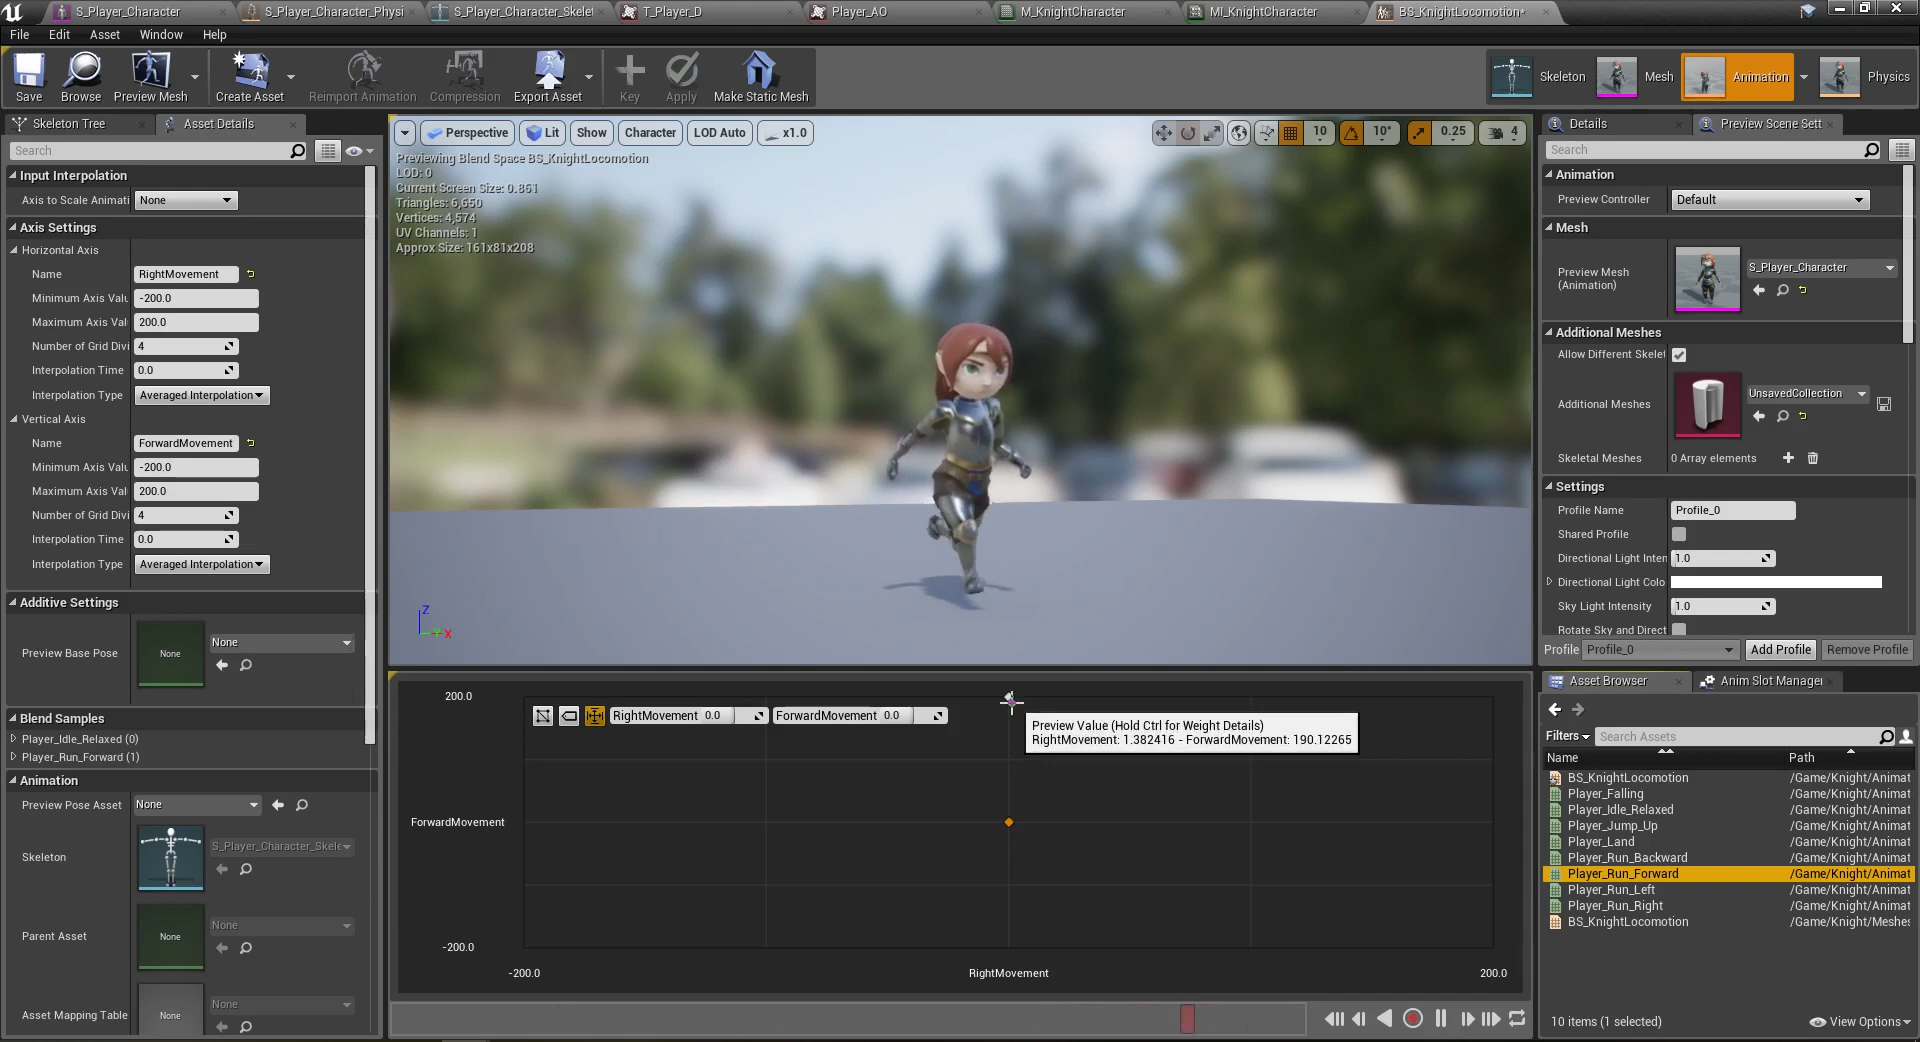 S_Player_Character
S_Player_Character_Physi
S_Player_Character_Skele
T_Player_D
Player_AO
M_KnightCharacter
MI_KnightCharacter
BS_KnightLocomotion*
File
Edit
Asset
Window
Help
Save
Browse
Preview Mesh
Create Asset
Reimport Animation
Compression
Export Asset
Key
Apply
Make Static Mesh
Skeleton
Mesh
Animation
Physics
Skeleton Tree
Asset Details
Search
Input Interpolation
Axis to Scale Animati
None
Axis Settings
Horizontal Axis
Name
RightMovement
Minimum Axis Valu
-200.0
Maximum Axis Val
200.0
Number of Grid Divi
4
Interpolation Time
0.0
Interpolation Type
Averaged Interpolation
Vertical Axis
Name
ForwardMovement
Minimum Axis Valu
-200.0
Maximum Axis Val
200.0
Number of Grid Divi
4
Interpolation Time
0.0
Interpolation Type
Averaged Interpolation
Additive Settings
Preview Base Pose
None
None
Blend Samples
Player_Idle_Relaxed (0)
Player_Run_Forward (1)
Animation
Preview Pose Asset
None
Skeleton
S_Player_Character_Skele
Parent Asset
None
None
Asset Mapping Table
None
None
Perspective
Lit
Show
Character
LOD Auto
x1.0
10
10°
0.25
4
Previewing Blend Space BS_KnightLocomotion
LOD: 0
Current Screen Size: 0.861
Triangles: 6,650
Vertices: 4,574
UV Channels: 1
Approx Size: 161x81x208
Z
X
200.0
RightMovement 0.0
ForwardMovement 0.0
Preview Value (Hold Ctrl for Weight Details)
RightMovement: 1.382416 - ForwardMovement: 190.12265
ForwardMovement
-200.0
-200.0
RightMovement
200.0
Details
Preview Scene Sett
Search
Animation
Preview Controller
Default
Mesh
Preview Mesh
(Animation)
S_Player_Character
Additional Meshes
Allow Different Skelet
Additional Meshes
UnsavedCollection
Skeletal Meshes
0 Array elements
Settings
Profile Name
Profile_0
Shared Profile
Directional Light Inten
1.0
Directional Light Colo
Sky Light Intensity
1.0
Rotate Sky and Direct
Profile
Profile_0
Add Profile
Remove Profile
Asset Browser
Anim Slot Manager
Filters
Search Assets
Name
Path
BS_KnightLocomotion
/Game/Knight/Animat
Player_Falling
/Game/Knight/Animat
Player_Idle_Relaxed
/Game/Knight/Animat
Player_Jump_Up
/Game/Knight/Animat
Player_Land
/Game/Knight/Animat
Player_Run_Backward
/Game/Knight/Animat
Player_Run_Forward
/Game/Knight/Animat
Player_Run_Left
/Game/Knight/Animat
Player_Run_Right
/Game/Knight/Animat
BS_KnightLocomotion
/Game/Knight/Meshes
10 items (1 selected)
View Options